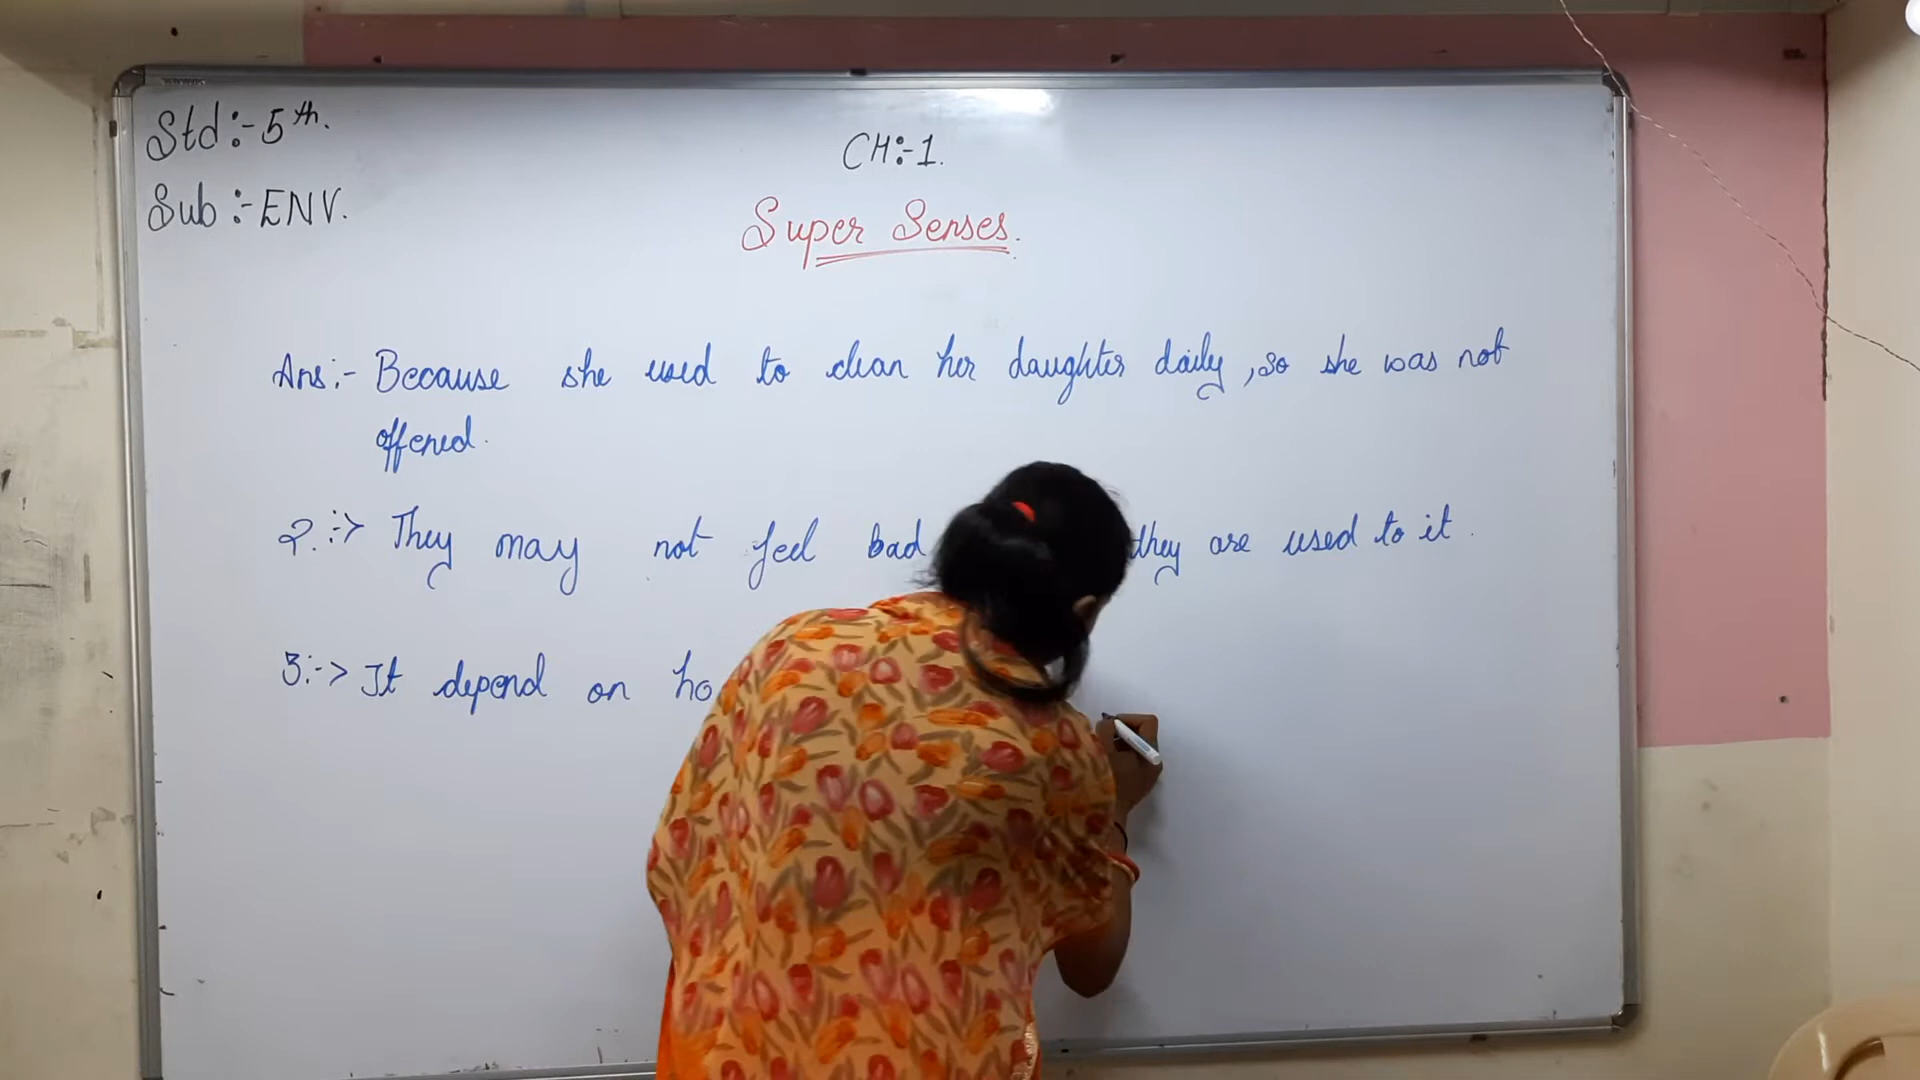 Std:-5th.
Sub:-ENV.
CH:-1.
Super Senses.
Ans:- Because she used to clean her daughter daily, so she was not
offened.
2.:-> They may not feel bad they are used to it.
3:-> It depend on ho